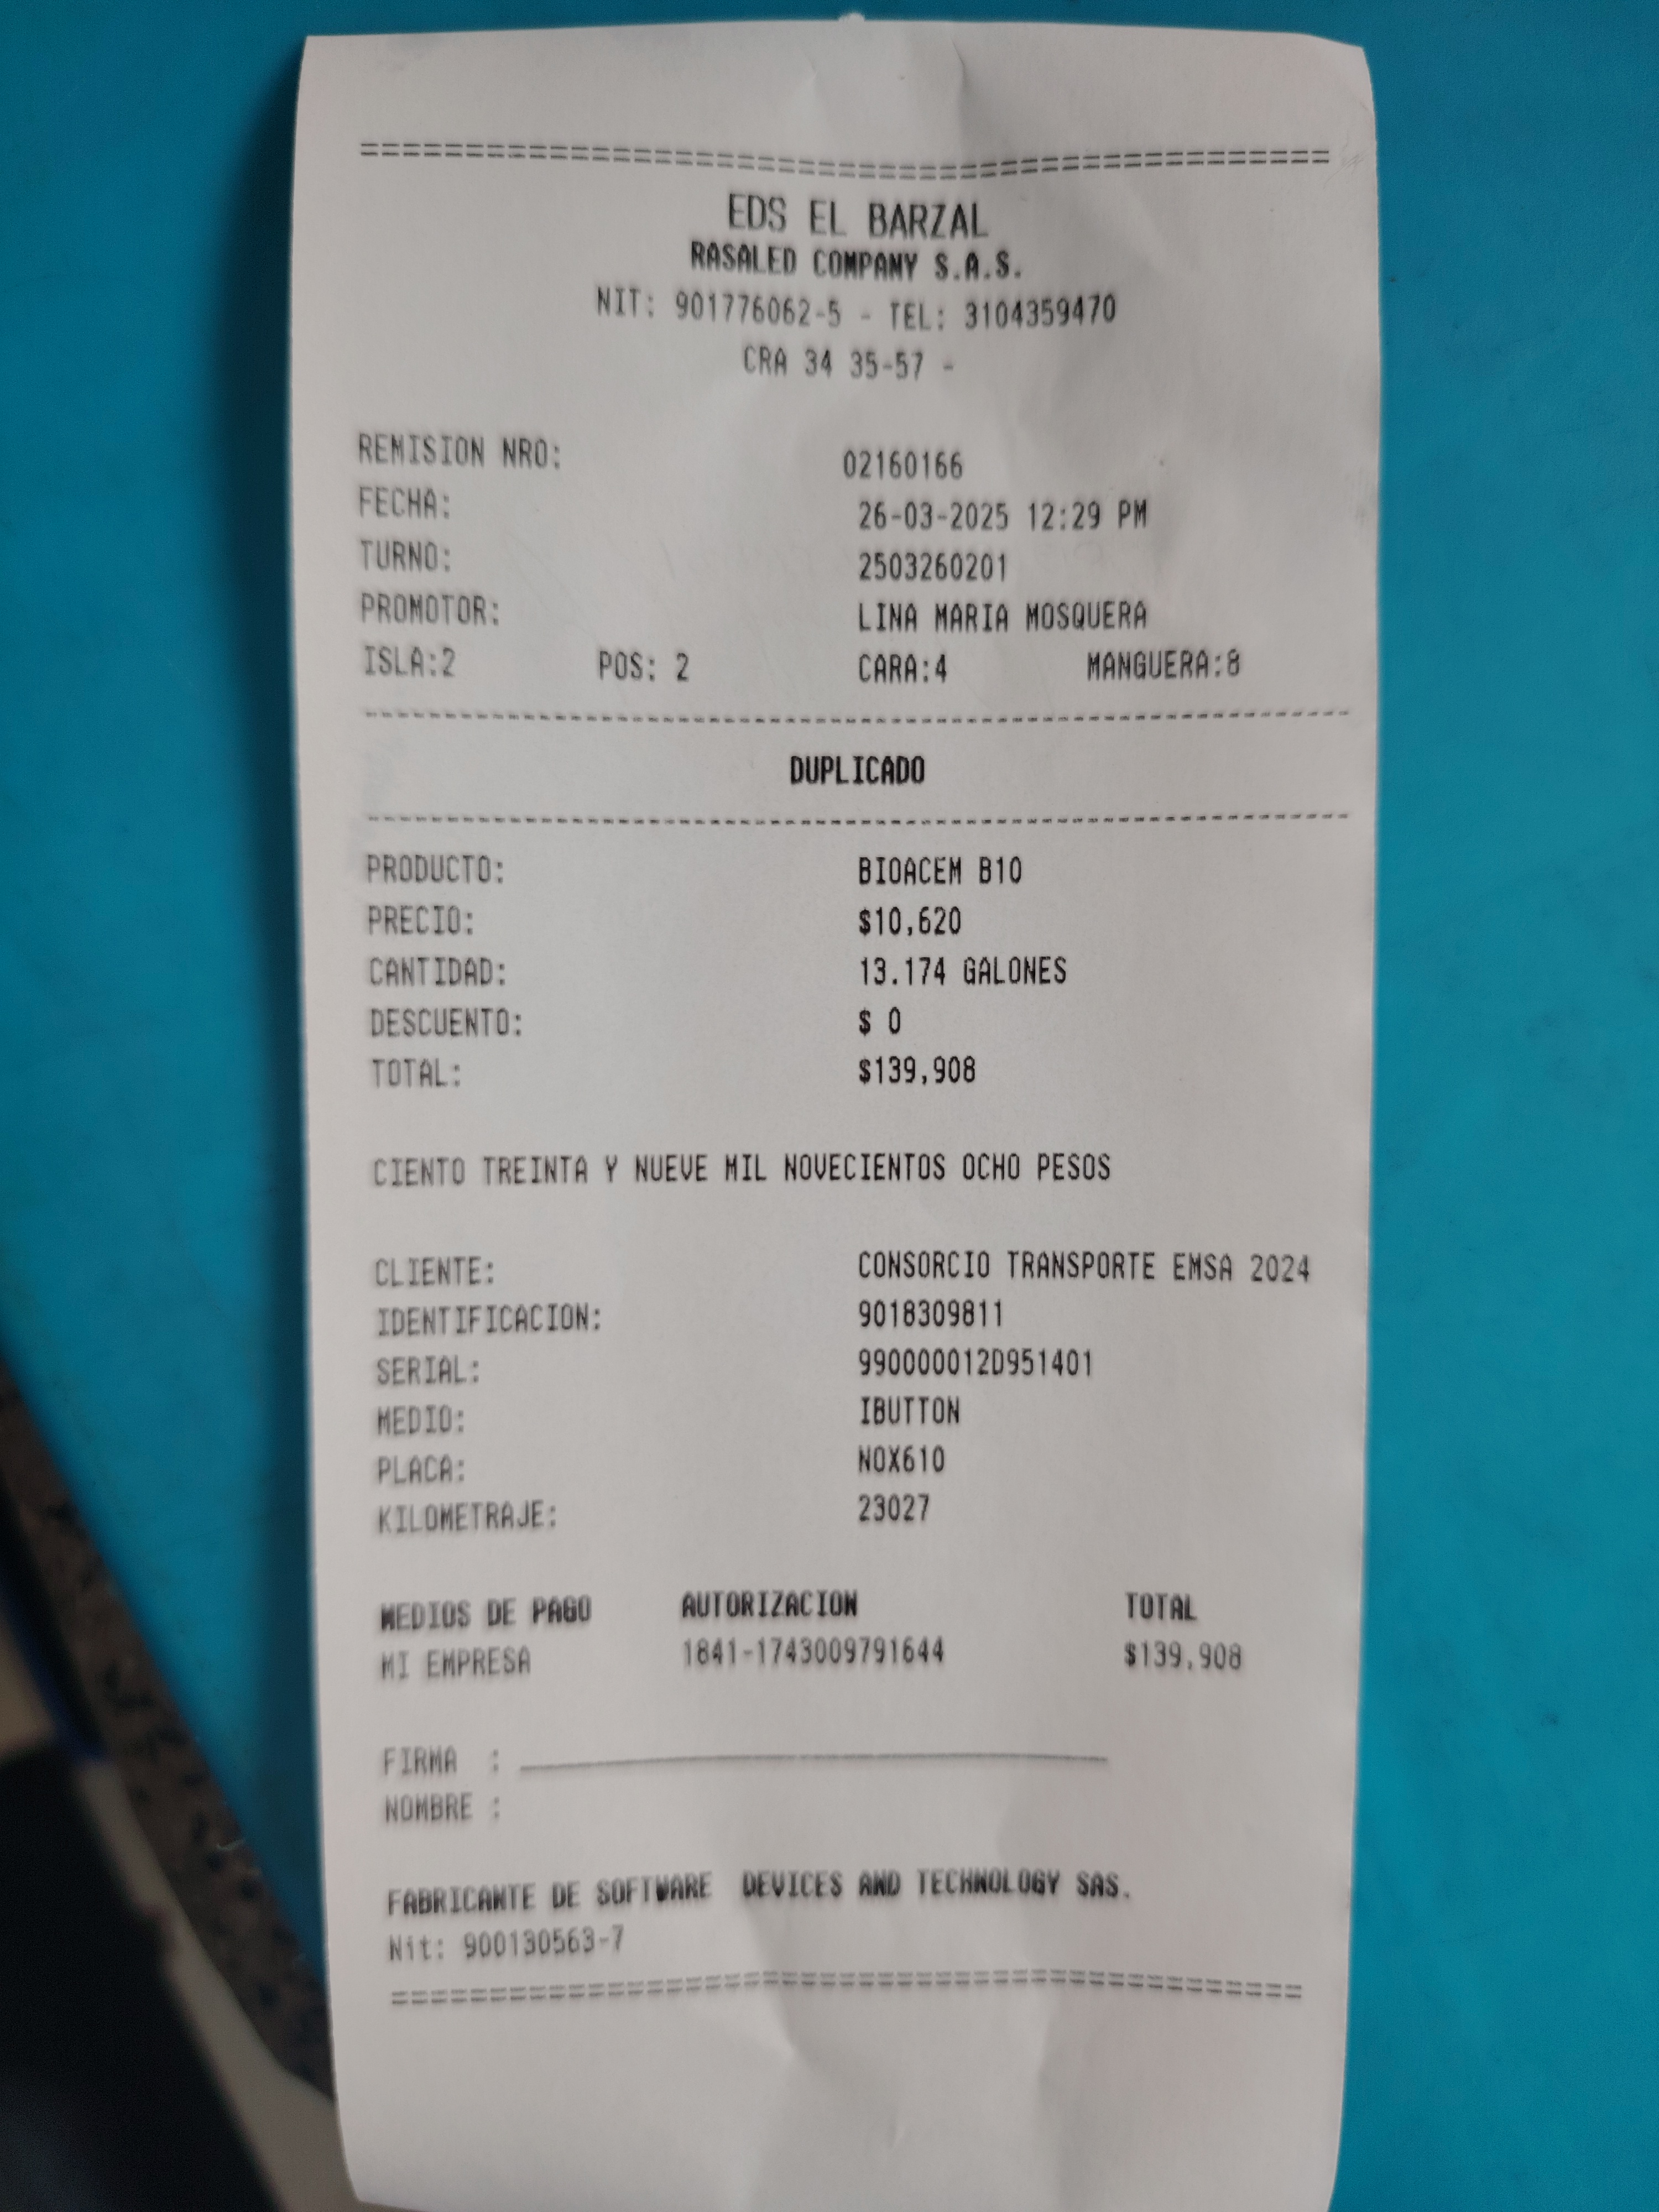 ==================================================
EDS EL BARZAL
RASALED COMPANY S.A.S.
NIT: 901776062-5 - TEL: 3104359470
CRA 34 35-57 -
REMISION NRO: 02160166
FECHA: 26-03-2025 12:29 PM
TURNO: 2503260201
PROMOTOR: LINA MARIA MOSQUERA
ISLA:2 POS: 2 CARA:4 MANGUERA:8
--------------------------------------------------
DUPLICADO
--------------------------------------------------
PRODUCTO: BIOACEM B10
PRECIO: $10,620
CANTIDAD: 13.174 GALONES
DESCUENTO: $ 0
TOTAL: $139,908
CIENTO TREINTA Y NUEVE MIL NOVECIENTOS OCHO PESOS
CLIENTE: CONSORCIO TRANSPORTE EMSA 2024
IDENTIFICACION: 9018309811
SERIAL: 990000012D951401
MEDIO: IBUTTON
PLACA: NOX610
KILOMETRAJE: 23027
MEDIOS DE PAGO AUTORIZACION TOTAL
MI EMPRESA 1841-1743009791644 $139,908
FIRMA : ______________________________
NOMBRE :
FABRICANTE DE SOFTWARE DEVICES AND TECHNOLOGY SAS.
Nit: 900130563-7
==================================================